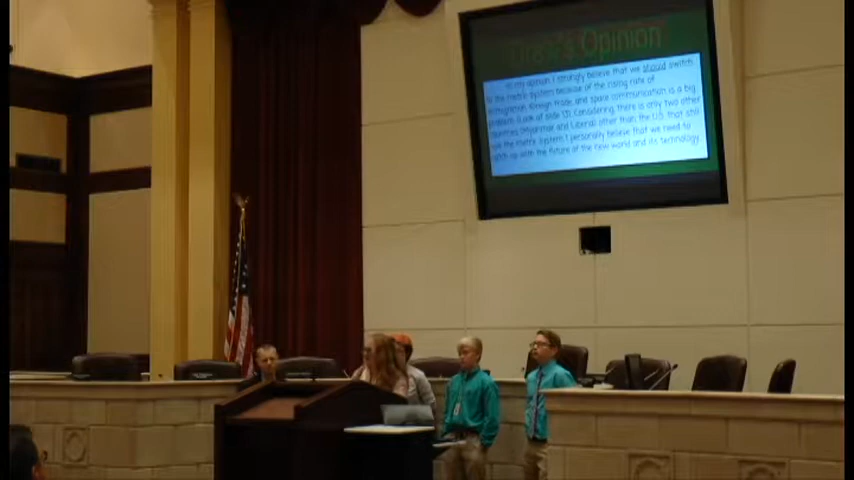 Drake's Opinion
In my opinion I strongly believe that we should switch
to the metric system because of the rising rate of
immigration, foreign trade, and space communication is a big
problem (Look at slide 13). Considering, there is only two other
countries, (Myanmar and Liberia) other than the U.S. that still
use the metric system I personally believe that we need to
catch up with the future of the new world and its technology.